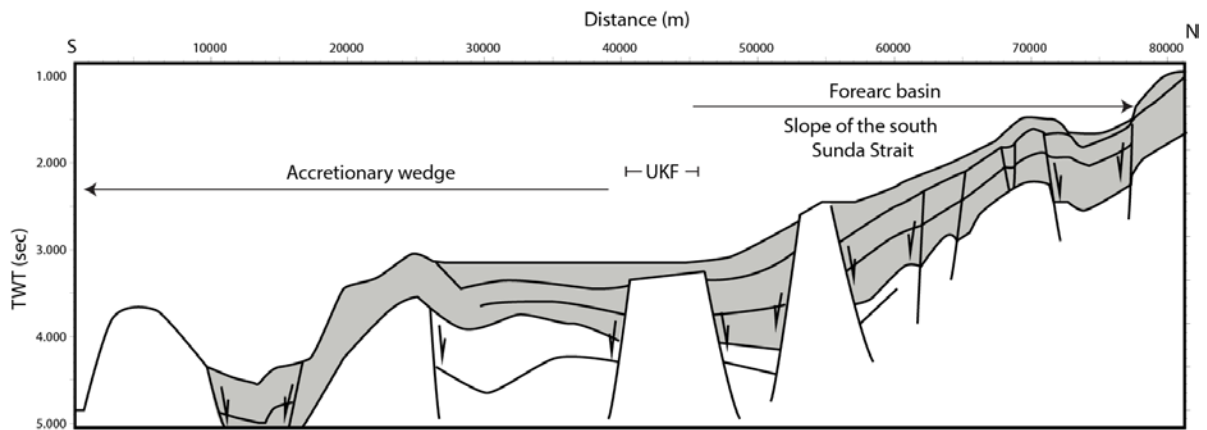 Distance (m)
S 10000 20000 30000 40000 50000 60000 70000 80000 N
1.000
Forearc basin
Slope of the south
Sunda Strait
2.000
Accretionary wedge
UKF
3.000
TWT (sec)
4.000
5.000